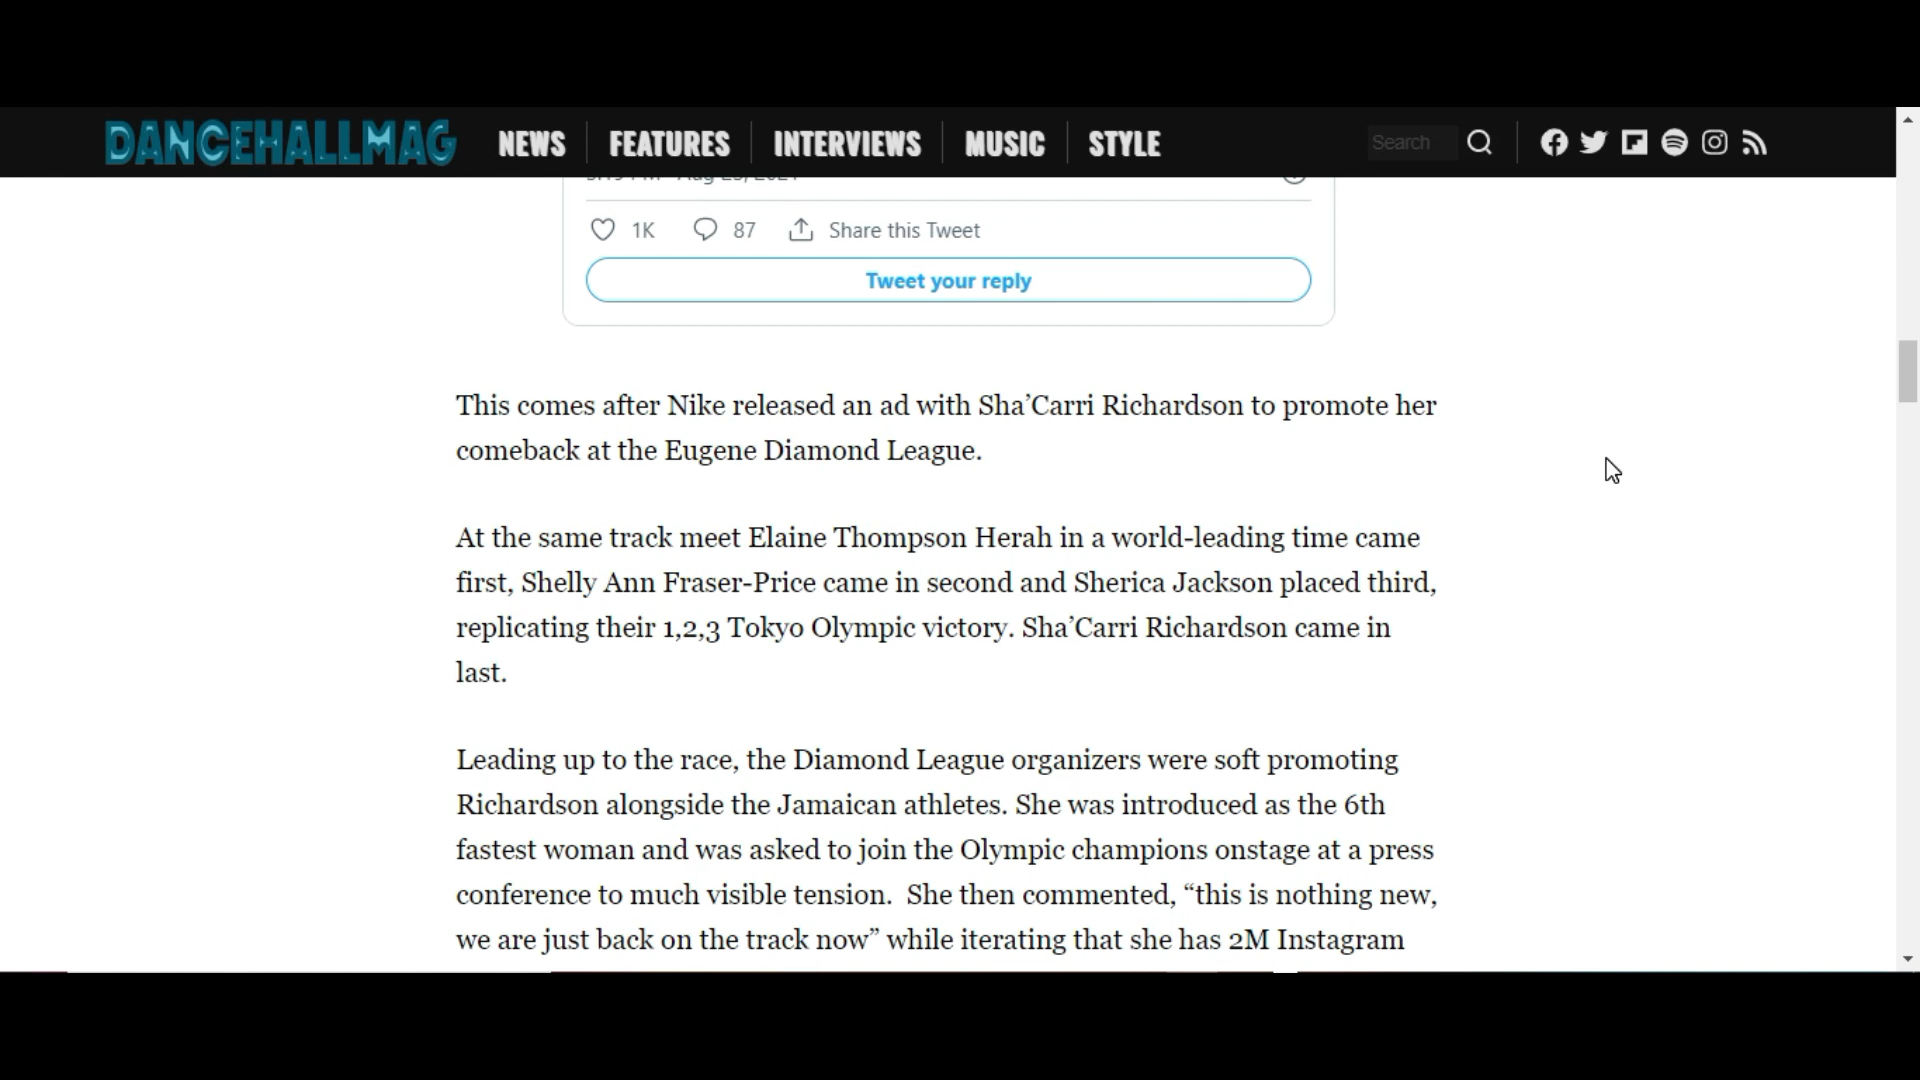 DANCEHALLMAG
NEWS
FEATURES
INTERVIEWS
MUSIC
STYLE
Search
1K
87
Share this Tweet
Tweet your reply
This comes after Nike released an ad with Sha’Carri Richardson to promote her
comeback at the Eugene Diamond League.
At the same track meet Elaine Thompson Herah in a world-leading time came
first, Shelly Ann Fraser-Price came in second and Sherica Jackson placed third,
replicating their 1,2,3 Tokyo Olympic victory. Sha’Carri Richardson came in
last.
Leading up to the race, the Diamond League organizers were soft promoting
Richardson alongside the Jamaican athletes. She was introduced as the 6th
fastest woman and was asked to join the Olympic champions onstage at a press
conference to much visible tension.  She then commented, “this is nothing new,
we are just back on the track now” while iterating that she has 2M Instagram